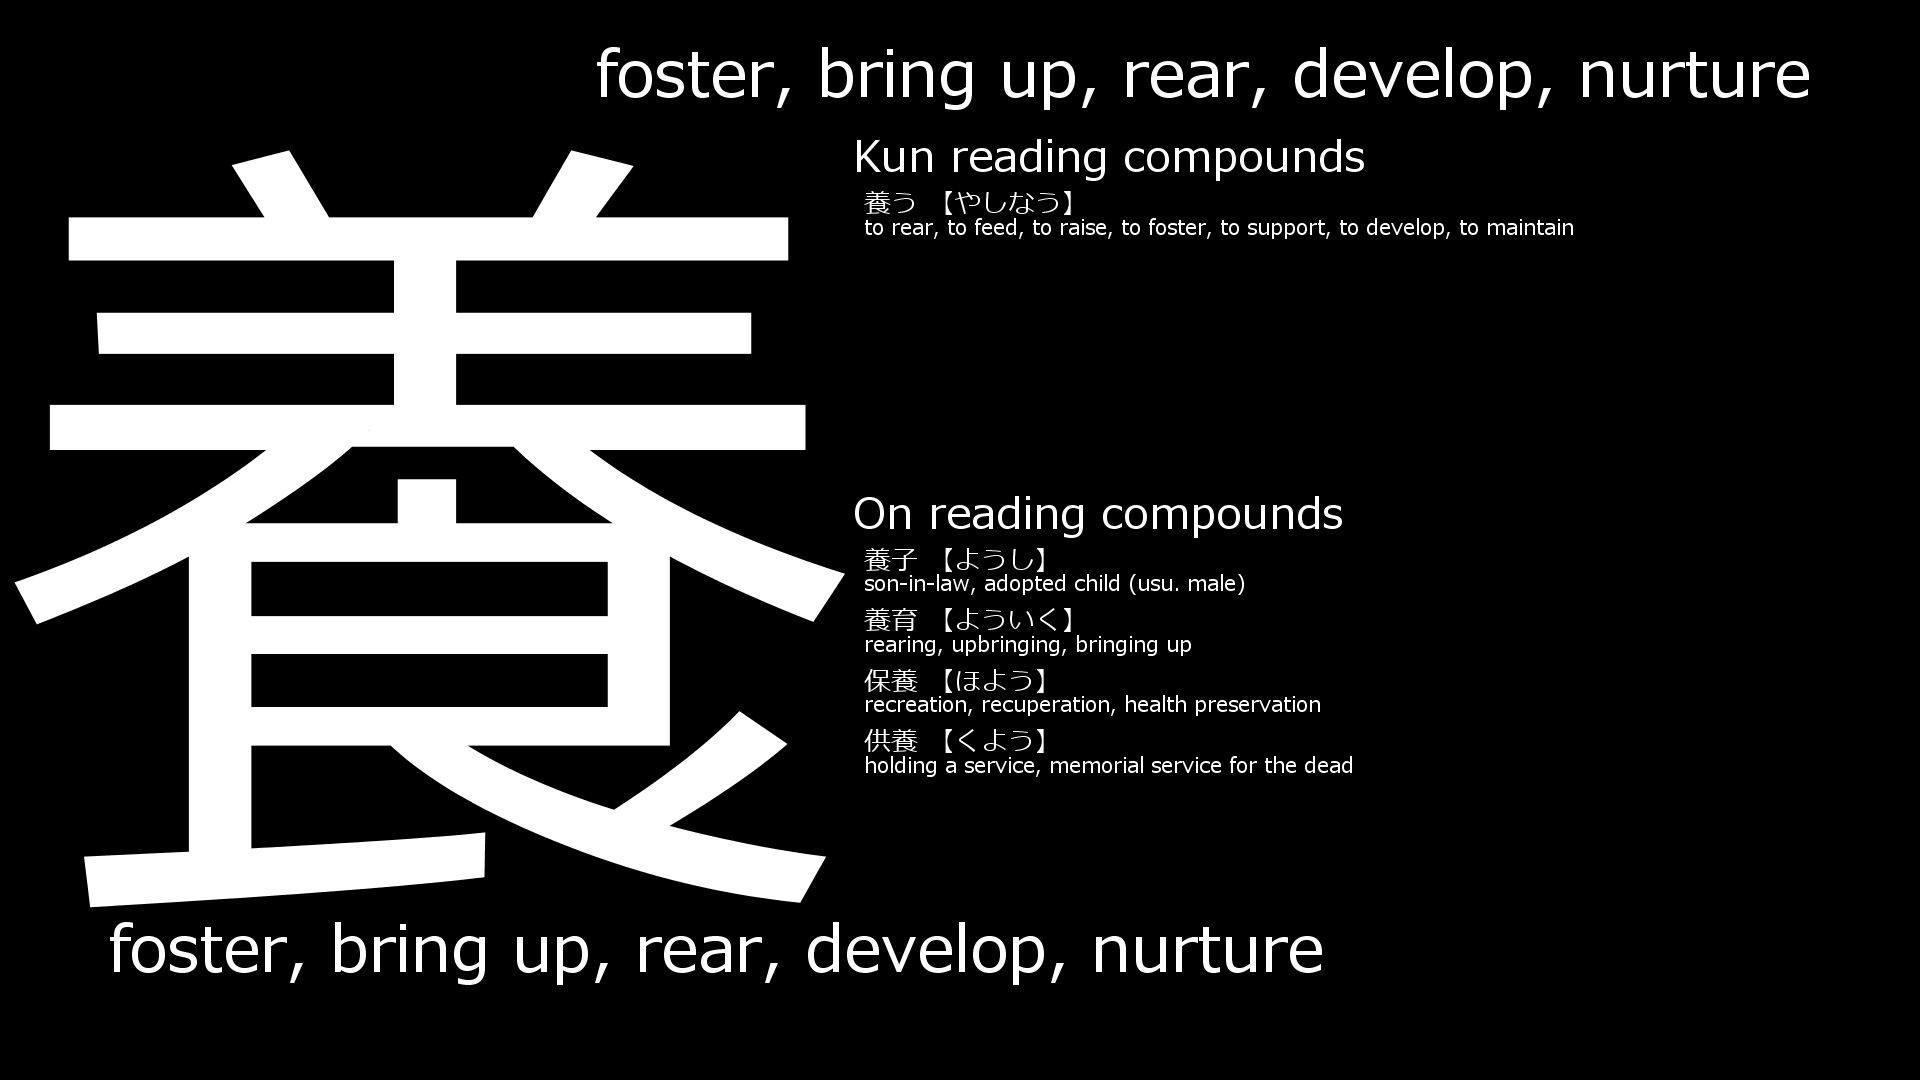 foster, bring up, rear, develop, nurture
養
Kun reading compounds
養う 【やしなう】
to rear, to feed, to raise, to foster, to support, to develop, to maintain
On reading compounds
養子 【ようし】
son-in-law, adopted child (usu. male)
養育 【よういく】
rearing, upbringing, bringing up
保養 【ほよう】
recreation, recuperation, health preservation
供養 【くよう】
holding a service, memorial service for the dead
foster, bring up, rear, develop, nurture